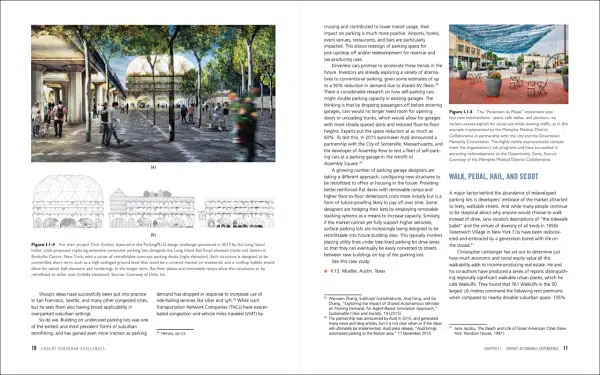 (a)
(b)
Figure I.1-4 For their project Civic Arches, featured in the ParkingPLUS design challenge sponsored in 2013 by the Long Island
Index, Utile proposed replacing extensive commuter parking lots alongside the Long Island Rail Road elevated tracks and station in
Rockville Centre, New York, with a series of retrofittable dual-use parking decks (night elevation). Each structure is designed to be
convertible short term, such as a high-ceilinged ground level that could be a covered market on weekends, and a rooftop bubble event
show for raves (left elevation and rendering). In the longer term, flat floor plates and removable ramps allow the structures to be
retrofitted to other uses (middle elevation). Source: Courtesy of Utile, Inc.
Shoup's ideas have successfully been put into practice
in San Francisco, Seattle, and many other congested cities,
but he sees them also having broad applicability in
overparked suburban settings.
So do we. Building on underused parking lots was one
of the earliest and most prevalent forms of suburban
retrofitting, and has gained even more traction as parking
demand has dropped in response to increased use of
ride-hailing services like Uber and Lyft. While such
Transportation Network Companies (TNCs) have exacerbated
congestion and vehicle miles traveled (VMT) by
Henao, op cit.
10 URGENT SUBURBAN CHALLENGES
cruising and contributed to lower transit usage, their
impact on parking is much more positive. Airports, hotels,
event venues, restaurants, and bars are particularly
impacted. This allows redesign of parking space for
pick-up/drop off and/or redevelopment for revenue and
tax-producing uses.
Driverless cars promise to accelerate these trends in the
future. Investors are already exploring a variety of alternatives
to conventional parking, given some estimates of up
to a 90% reduction in demand due to shared AV fleets.
There is considerable research on how self-parking cars
might double parking capacity in existing garages. The
thinking is that by dropping passengers off before entering
garages, cars would no longer need room for opening
doors or unloading trunks, which would allow for garages
with more closely spaced spots and reduced floor-to-floor
heights. Experts put the space reduction at as much as
60%. To test this, in 2015 automaker Audi announced a
partnership with the City of Somerville, Massachusetts, and
the developer of Assembly Row to test a fleet of self-parking
cars at a parking garage in the retrofit of
Assembly Square.
A growing number of parking garage designers are
taking a different approach, configuring new structures to
be retrofitted to office or housing in the future. Providing
better-reinforced flat decks with removable ramps and
higher floor-to-floor dimensions costs more initially but is a
form of future-proofing likely to pay off over time. Some
designers are hedging their bets by employing removable
stacking systems as a means to increase capacity. Similarly,
if the market cannot yet fully support higher densities,
surface parking lots are increasingly being designed to be
retrofittable into future building sites. This typically involves
placing utility lines under tree-lined parking lot drive lanes
so that they can eventually be easily converted to streets
between new buildings on top of the parking lots.
See this case study:
II.12. Mueller, Austin, Texas
Wenwen Zhang, Subhrajit Guhathakurta, Jinqi Fang, and Ge
Zhang, "Exploring the Impact of Shared Autonomous Vehicles
on Parking Demand: An Agent-Based Simulation Approach,"
Sustainable Cities and Society, 19 (2015).
The partnership was announced by Audi in 2015, and generated
many news and blog articles, but it is not clear when or if the ideas
will ultimately be implemented. Audi press release, "Audi brings
automated parking to the Boston area," 17 November 2015.
Figure I.1-5 The "Pavement to Plazas" movement uses
low-cost interventions—paint, café tables, and planters—to
reclaim excess asphalt for social use while slowing traffic, as in this
example implemented by the Memphis Medical District
Collaborative in partnership with the city and the Downtown
Memphis Commission. The highly visible improvements complement
the organization's job programs and have succeeded in
attracting redevelopment to the Opportunity Zone. Source:
Courtesy of the Memphis Medical District Collaborative.
WALK, PEDAL, HAIL, AND SCOOT
A major factor behind the abundance of redeveloped
parking lots is developers' embrace of the market attracted
to lively, walkable streets. And while many people continue
to be skeptical about why anyone would choose to walk
instead of drive, Jane Jacobs's descriptions of "the sidewalk
ballet" and the virtues of diversity of all kinds in 1950s
Greenwich Village in New York City have been rediscovered
and embraced by a generation bored with life on
the sidewall.
Christopher Leinberger has set out to determine just
how much economic and social equity value all this
walkability adds to income-producing real estate. He and
his co-authors have produced a series of reports distinguishing
regionally significant walkable urban places, which he
calls WalkUPs. They found that 761 WalkUPs in the 30
largest US metros command the following rent premiums
when compared to nearby drivable suburban space: 105%
Jane Jacobs, The Death and Life of Great American Cities (New
York: Random House, 1961).
CHAPTER I.1 DISRUPT AUTOMOBILE DEPENDENCE 11